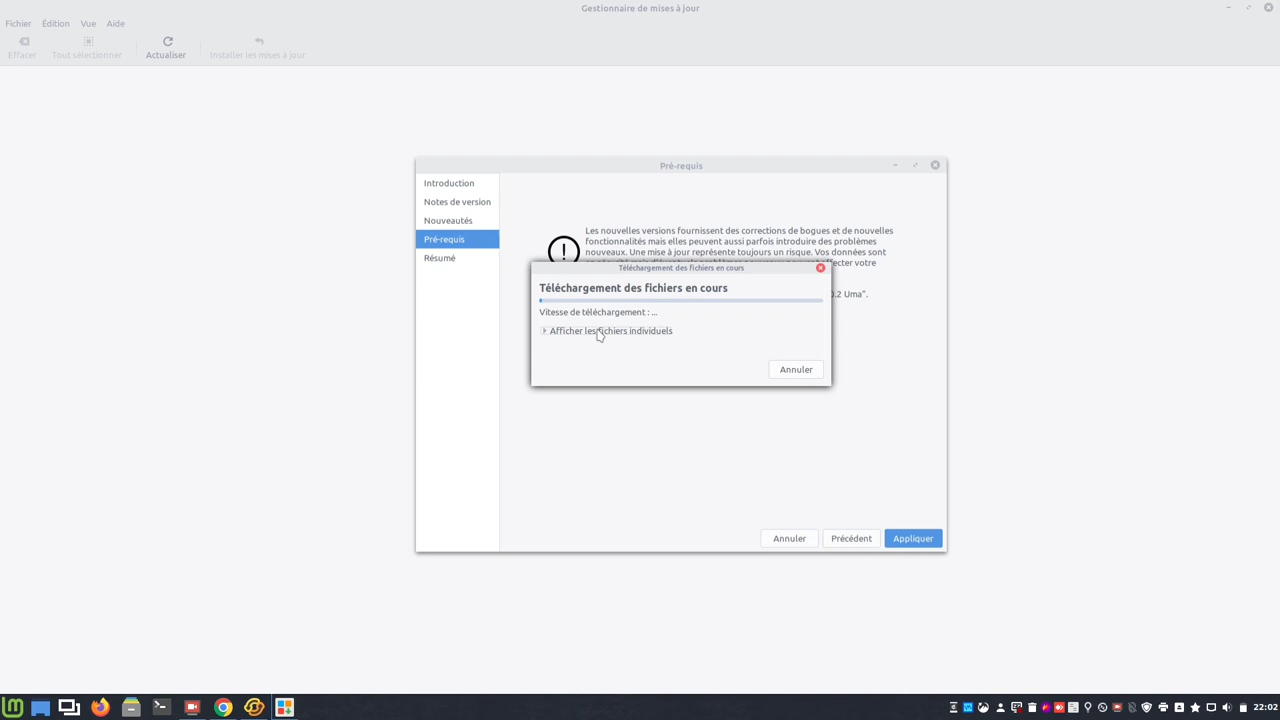 Gestionnaire de mises à jour
Fichier Édition Vue Aide
Effacer Tout sélectionner Actualiser Installer les mises à jour
Pré-requis
Introduction
Notes de version
Nouveautés
Pré-requis
Résumé
Les nouvelles versions fournissent des corrections de bogues et de nouvelles
fonctionnalités mais elles peuvent aussi parfois introduire des problèmes
nouveaux. Une mise à jour représente toujours un risque. Vos données sont
affecter votre
0.2 Uma".
Téléchargement des fichiers en cours
Téléchargement des fichiers en cours
Vitesse de téléchargement : ...
Afficher les fichiers individuels
Annuler
Annuler Précédent Appliquer
22:02